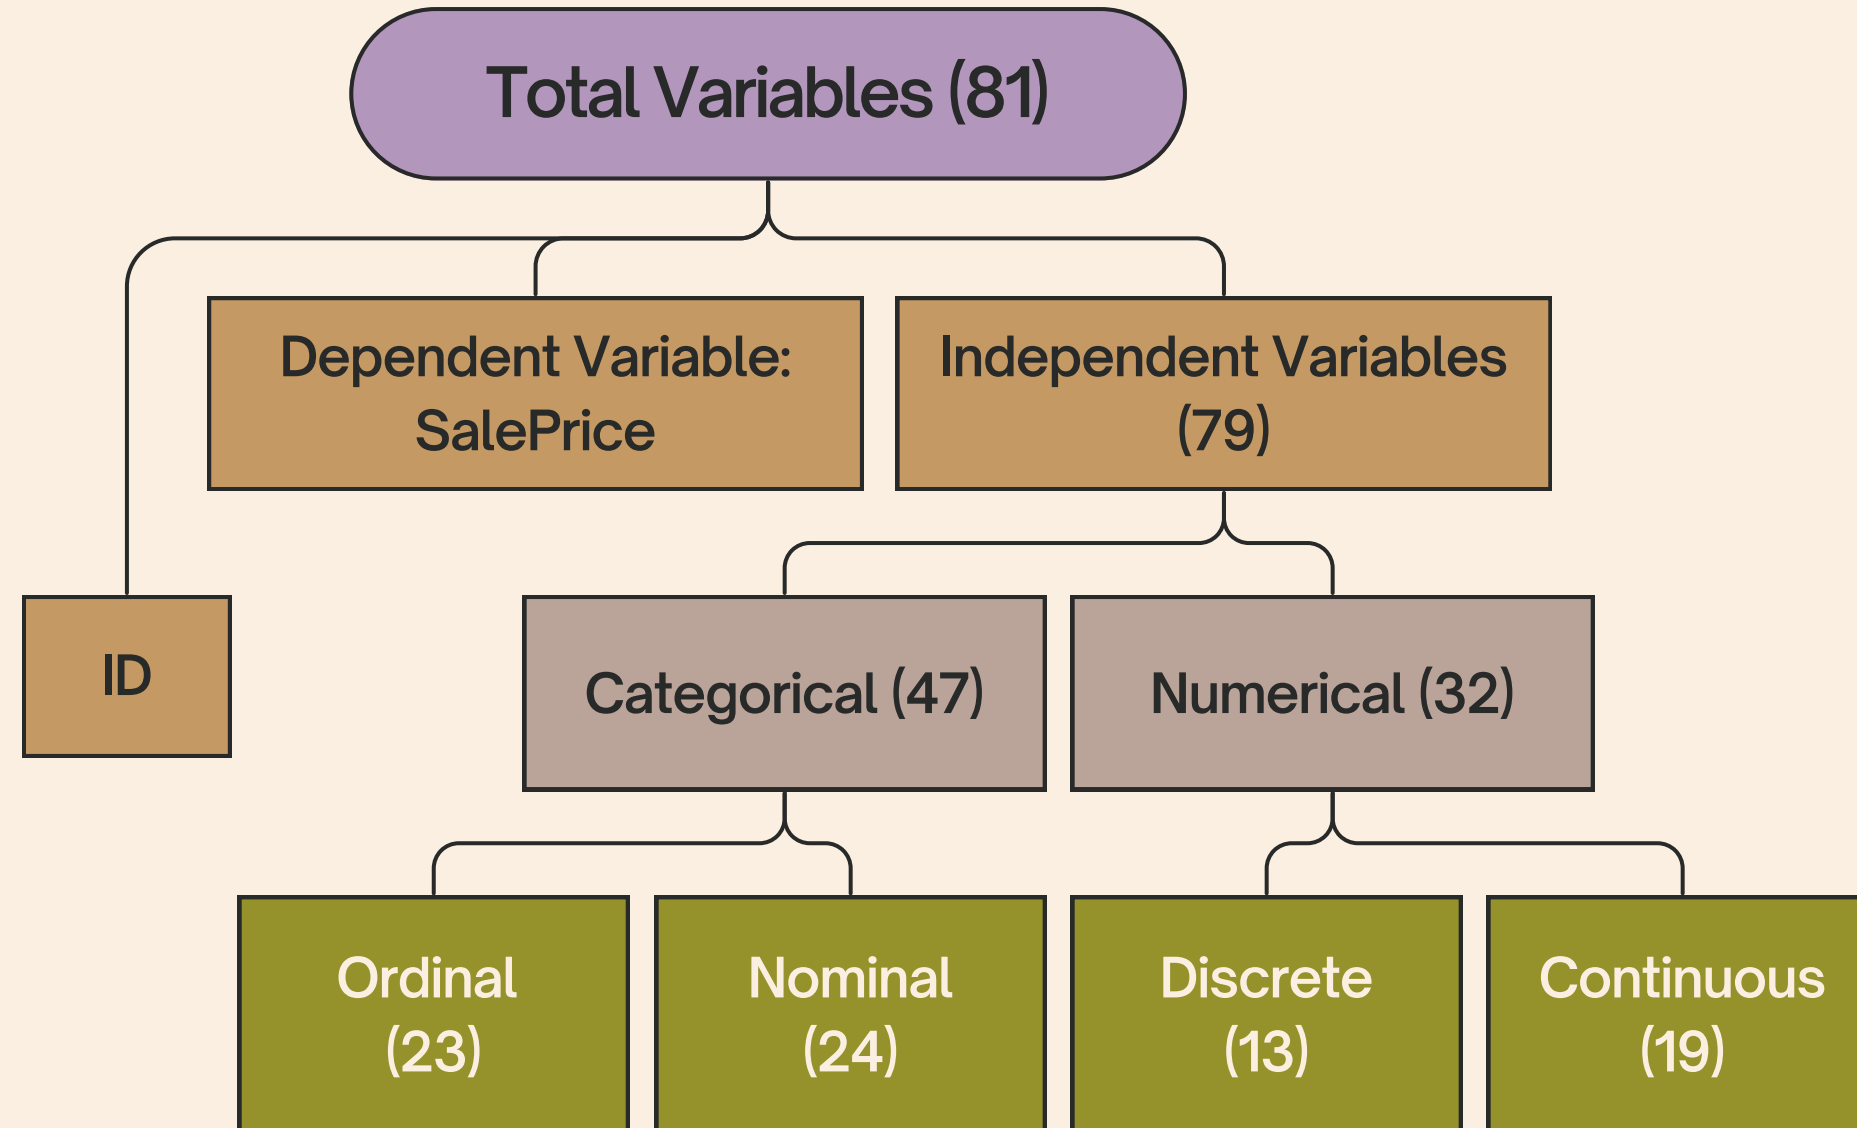 Total Variables (81)
Dependent Variable:
SalePrice
Independent Variables
(79)
ID
Categorical (47)
Numerical (32)
Ordinal
(23)
Nominal
(24)
Discrete
(13)
Continuous
(19)